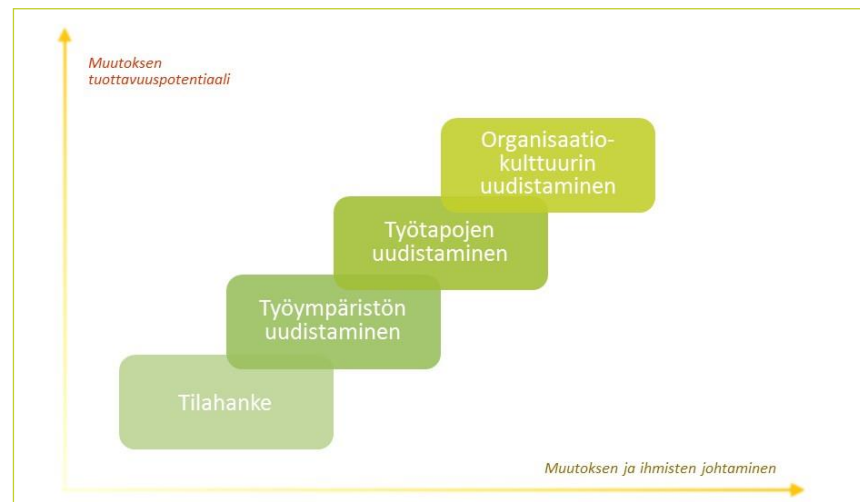 Muutoksen
tuottavuuspotentiaali
Organisaatio-
kulttuurin
uudistaminen
Työtapojen
uudistaminen
Työympäristön
uudistaminen
Tilahanke
Muutoksen ja ihmisten johtaminen